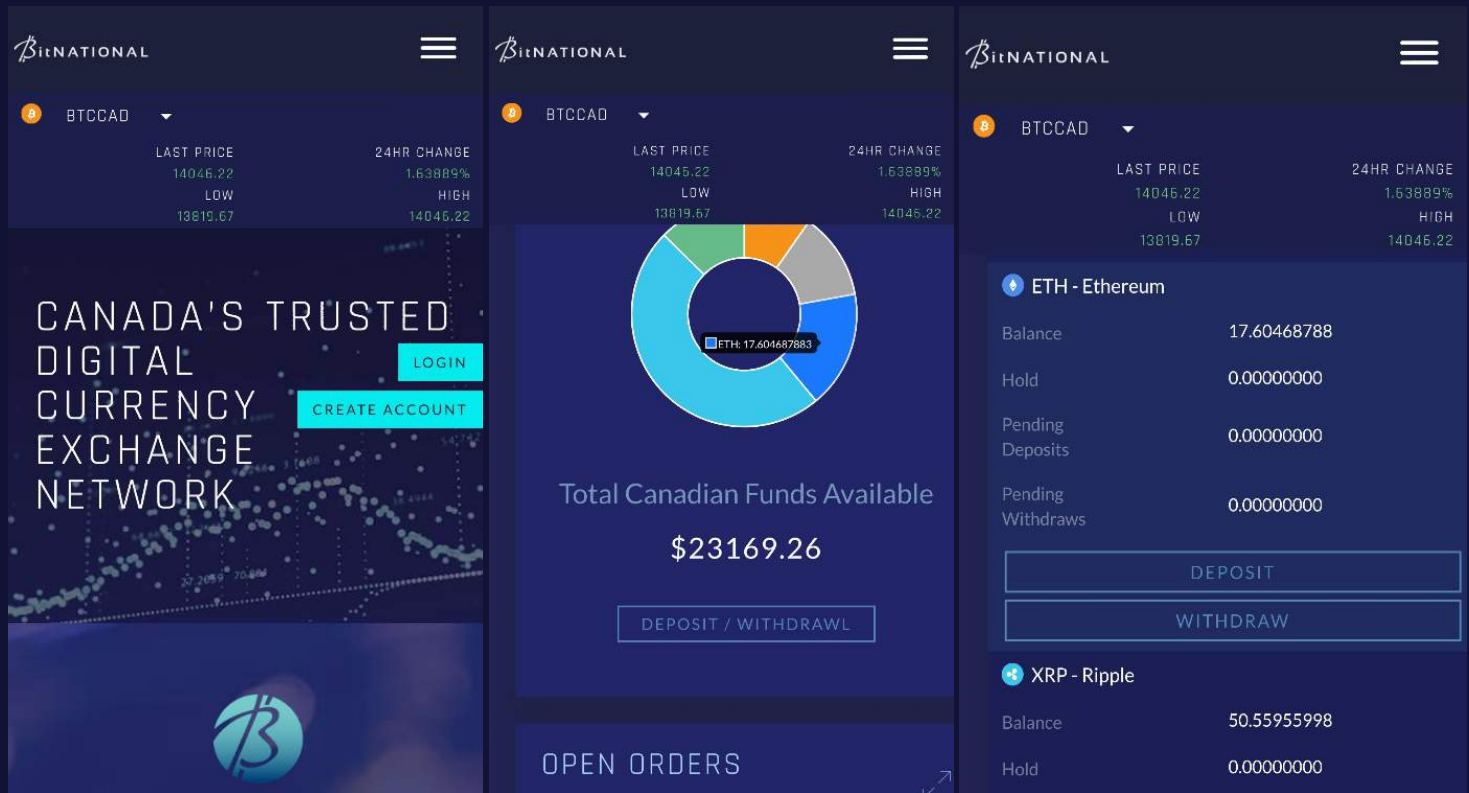 BitNATIONAL
BTCCAD
LAST PRICE 24HR CHANGE
14046.22 1.63889%
LOW HIGH
13819.67 14046.22
CANADA'S TRUSTED
DIGITAL
CURRENCY
EXCHANGE
NETWORK
LOGIN
CREATE ACCOUNT
27.2059 70.881
BitNATIONAL
BTCCAD
LAST PRICE 24HR CHANGE
14046.22 1.63889%
LOW HIGH
13819.67 14046.22
ETH: 17.604687883
Total Canadian Funds Available
$23169.26
DEPOSIT / WITHDRAWL
OPEN ORDERS
BitNATIONAL
BTCCAD
LAST PRICE 24HR CHANGE
14046.22 1.63889%
LOW HIGH
13819.67 14046.22
ETH - Ethereum
Balance 17.60468788
Hold 0.00000000
Pending
Deposits 0.00000000
Pending
Withdraws 0.00000000
DEPOSIT
WITHDRAW
XRP - Ripple
Balance 50.55955998
Hold 0.00000000